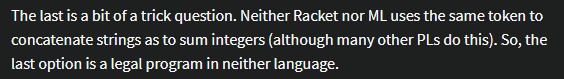 The last is a bit of a trick question. Neither Racket nor ML uses the same token to
concatenate strings as to sum integers (although many other PLs do this). So, the
last option is a legal program in neither language.